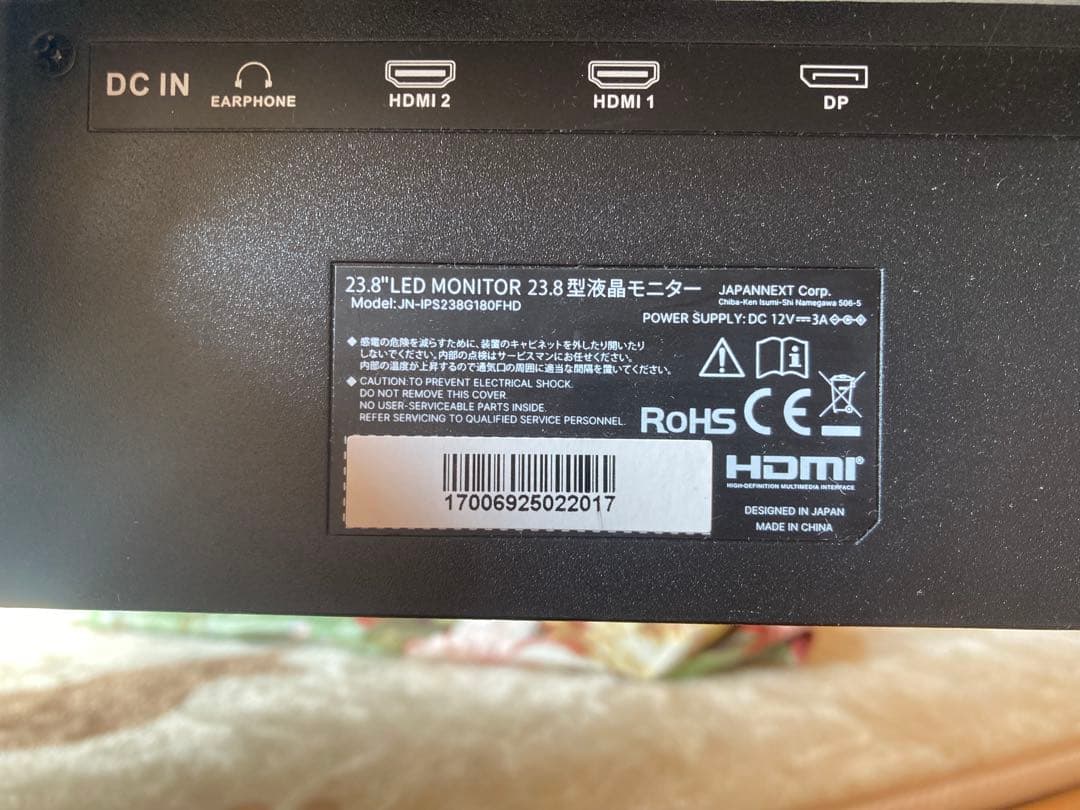 DC IN
EARPHONE
HDMI 2
HDMI 1
DP
23.8"LED MONITOR 23.8型液晶モニター
Model:JN-IPS238G180FHD
JAPANNEXT Corp.
Chiba-Ken Isumi-Shi Namegawa 506-5
POWER SUPPLY: DC 12V⎓3A
◆ 感電の危険を減らすために、装置のキャビネットを外したり開いたり
しないでください。内部の点検はサービスマンにお任せください。
内部の温度が上昇するので通気口の周囲に適当な間隔を置いてください。
◆ CAUTION: TO PREVENT ELECTRICAL SHOCK.
DO NOT REMOVE THIS COVER.
NO USER-SERVICEABLE PARTS INSIDE.
REFER SERVICING TO QUALIFIED SERVICE PERSONNEL.
RoHS CE
17006925022017
HDMI®
HIGH-DEFINITION MULTIMEDIA INTERFACE
DESIGNED IN JAPAN
MADE IN CHINA